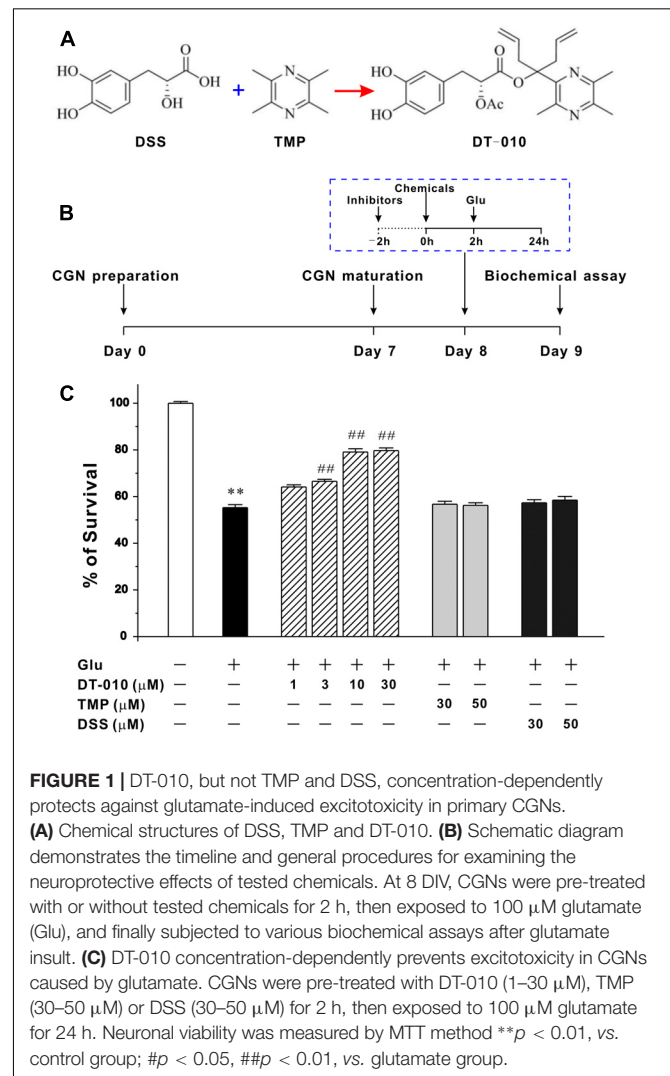 A
HO
HO
O
OH
OH
DSS
+
N
N
TMP
HO
HO
O
O
OAc
N
N
DT-010
B
Chemicals
Inhibitors Glu
−2h 0h 2h 24h
CGN preparation CGN maturation Biochemical assay
Day 0 Day 7 Day 8 Day 9
C
% of Survival
100
80
60
40
20
0
** ## ## ##
Glu − + + + + + + + + +
DT-010 (μM) − − 1 3 10 30 − − − −
TMP (μM) − − − − − − 30 50 − −
DSS (μM) − − − − − − − − 30 50
FIGURE 1 | DT-010, but not TMP and DSS, concentration-dependently
protects against glutamate-induced excitotoxicity in primary CGNs.
(A) Chemical structures of DSS, TMP and DT-010. (B) Schematic diagram
demonstrates the timeline and general procedures for examining the
neuroprotective effects of tested chemicals. At 8 DIV, CGNs were pre-treated
with or without tested chemicals for 2 h, then exposed to 100 μM glutamate
(Glu), and finally subjected to various biochemical assays after glutamate
insult. (C) DT-010 concentration-dependently prevents excitotoxicity in CGNs
caused by glutamate. CGNs were pre-treated with DT-010 (1–30 μM), TMP
(30–50 μM) or DSS (30–50 μM) for 2 h, then exposed to 100 μM glutamate
for 24 h. Neuronal viability was measured by MTT method **p < 0.01, vs.
control group; #p < 0.05, ##p < 0.01, vs. glutamate group.